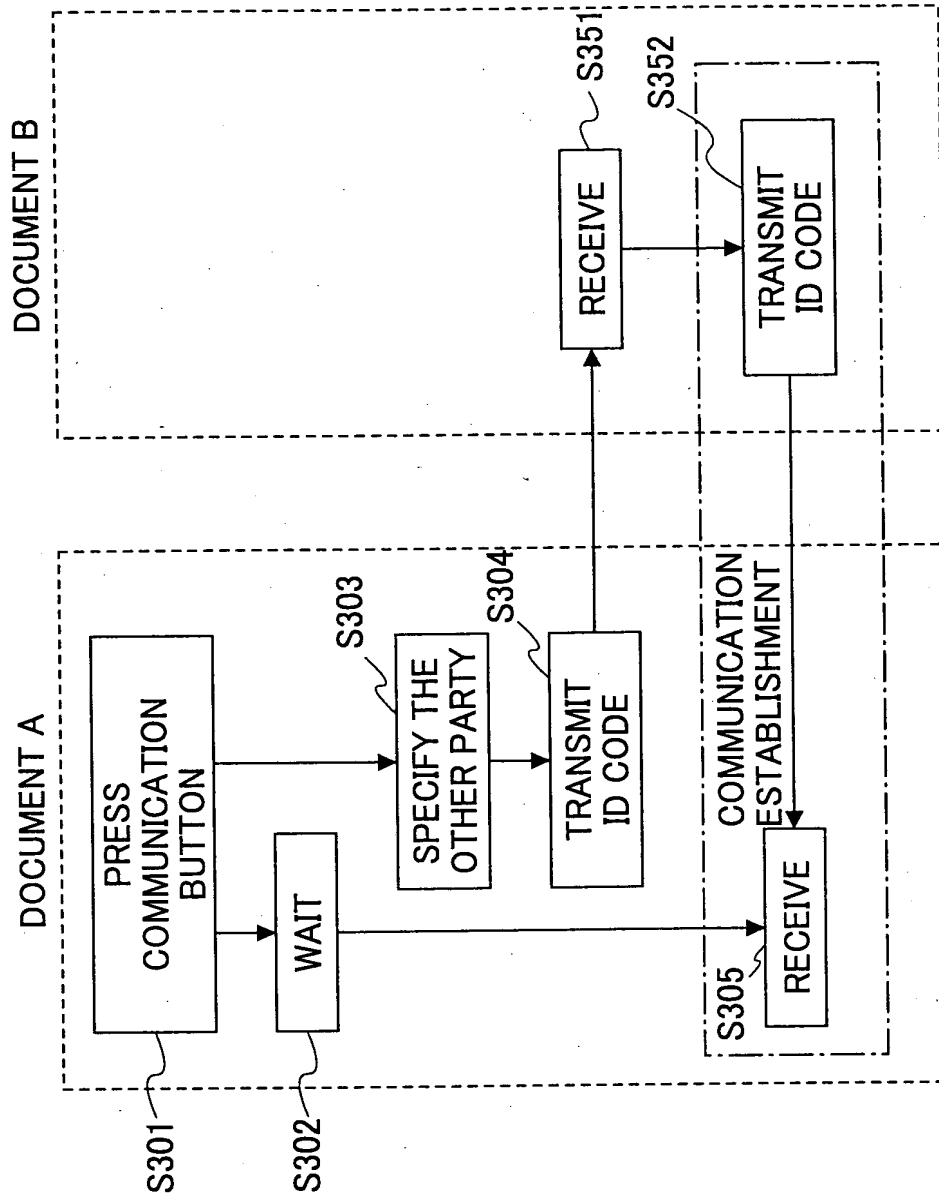 DOCUMENT A
S301
PRESS
COMMUNICATION
BUTTON
S302
WAIT
S303
SPECIFY THE
OTHER PARTY
S304
TRANSMIT
ID CODE
COMMUNICATION
ESTABLISHMENT
S305
RECEIVE
DOCUMENT B
S351
RECEIVE
S352
TRANSMIT
ID CODE